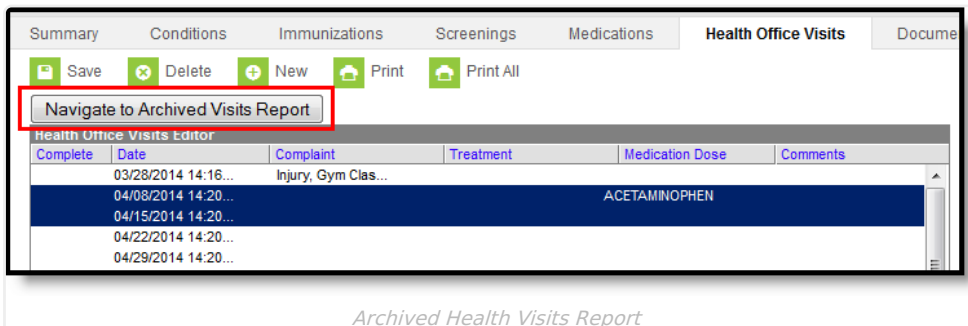 Summary Conditions Immunizations Screenings Medications Health Office Visits Docume
Save Delete New Print Print All
Navigate to Archived Visits Report
Health Office Visits Editor
Complete Date Complaint Treatment Medication Dose Comments
03/28/2014 14:16... Injury, Gym Clas...
04/08/2014 14:20... ACETAMINOPHEN
04/15/2014 14:20...
04/22/2014 14:20...
04/29/2014 14:20...
Archived Health Visits Report